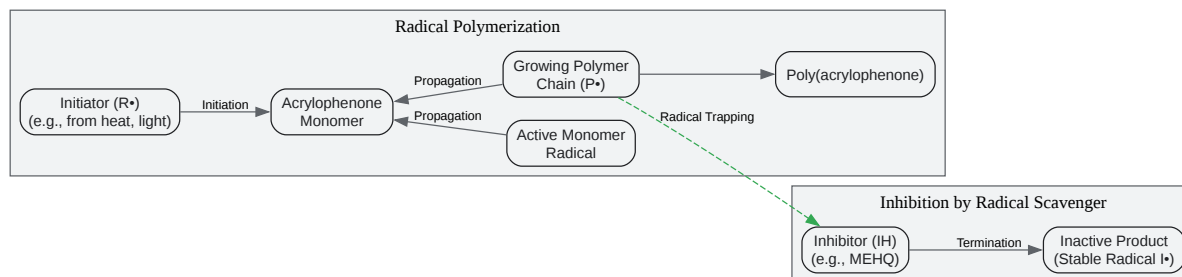 Radical Polymerization
Initiator (R•)
(e.g., from heat, light)
Initiation
Acrylophenone
Monomer
Propagation
Propagation
Growing Polymer
Chain (P•)
Active Monomer
Radical
Poly(acrylophenone)
Radical Trapping
Inhibition by Radical Scavenger
Inhibitor (IH)
(e.g., MEHQ)
Termination
Inactive Product
(Stable Radical I•)